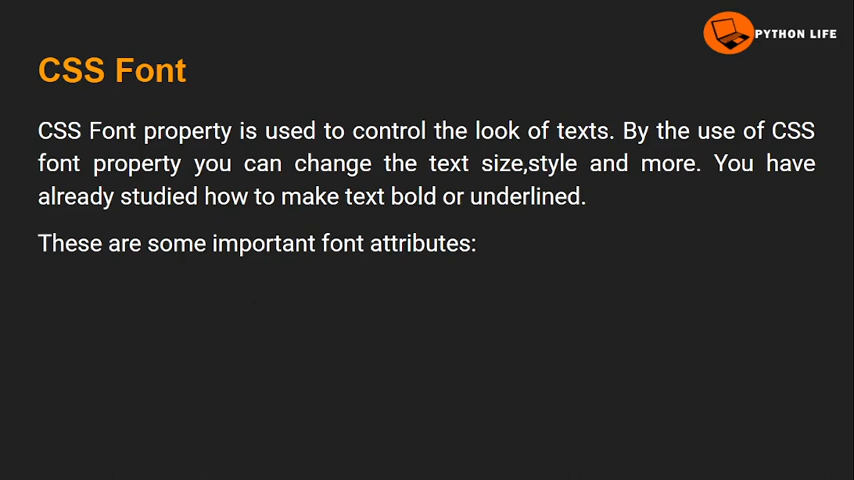 PYTHON LIFE
CSS Font
CSS Font property is used to control the look of texts. By the use of CSS
font property you can change the text size,style and more. You have
already studied how to make text bold or underlined.
These are some important font attributes: